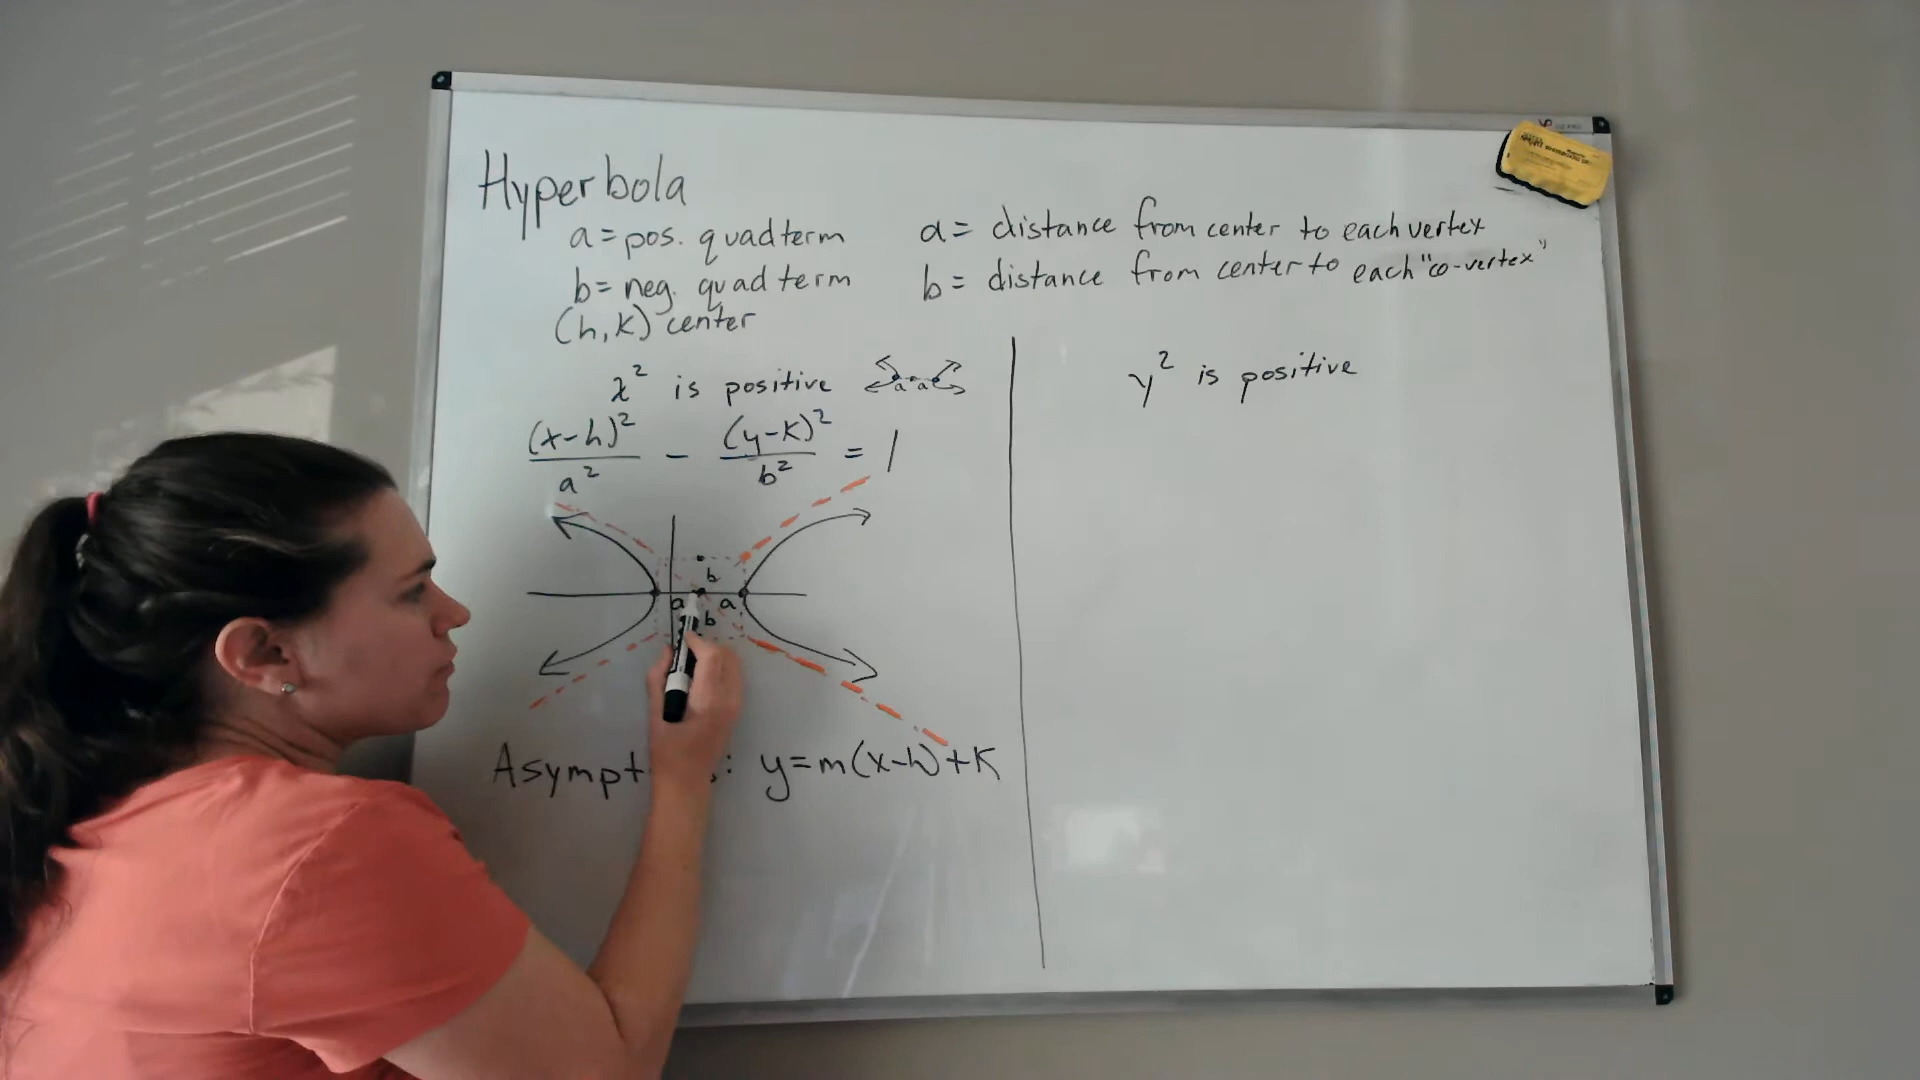 Hyperbola
a = pos. quad term
b = neg. quad term
(h, k) center
a = distance from center to each vertex
b = distance from center to each "co-vertex"
x² is positive
a a
(x-h)²/a² - (y-k)²/b² = 1
b
a a
b
: y = m(x-h)+k
y² is positive